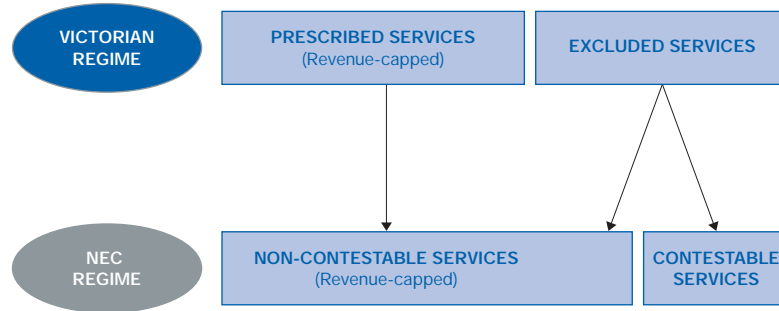 VICTORIAN
REGIME
PRESCRIBED SERVICES
(Revenue-capped)
EXCLUDED SERVICES
NEC
REGIME
NON-CONTESTABLE SERVICES
(Revenue-capped)
CONTESTABLE
SERVICES